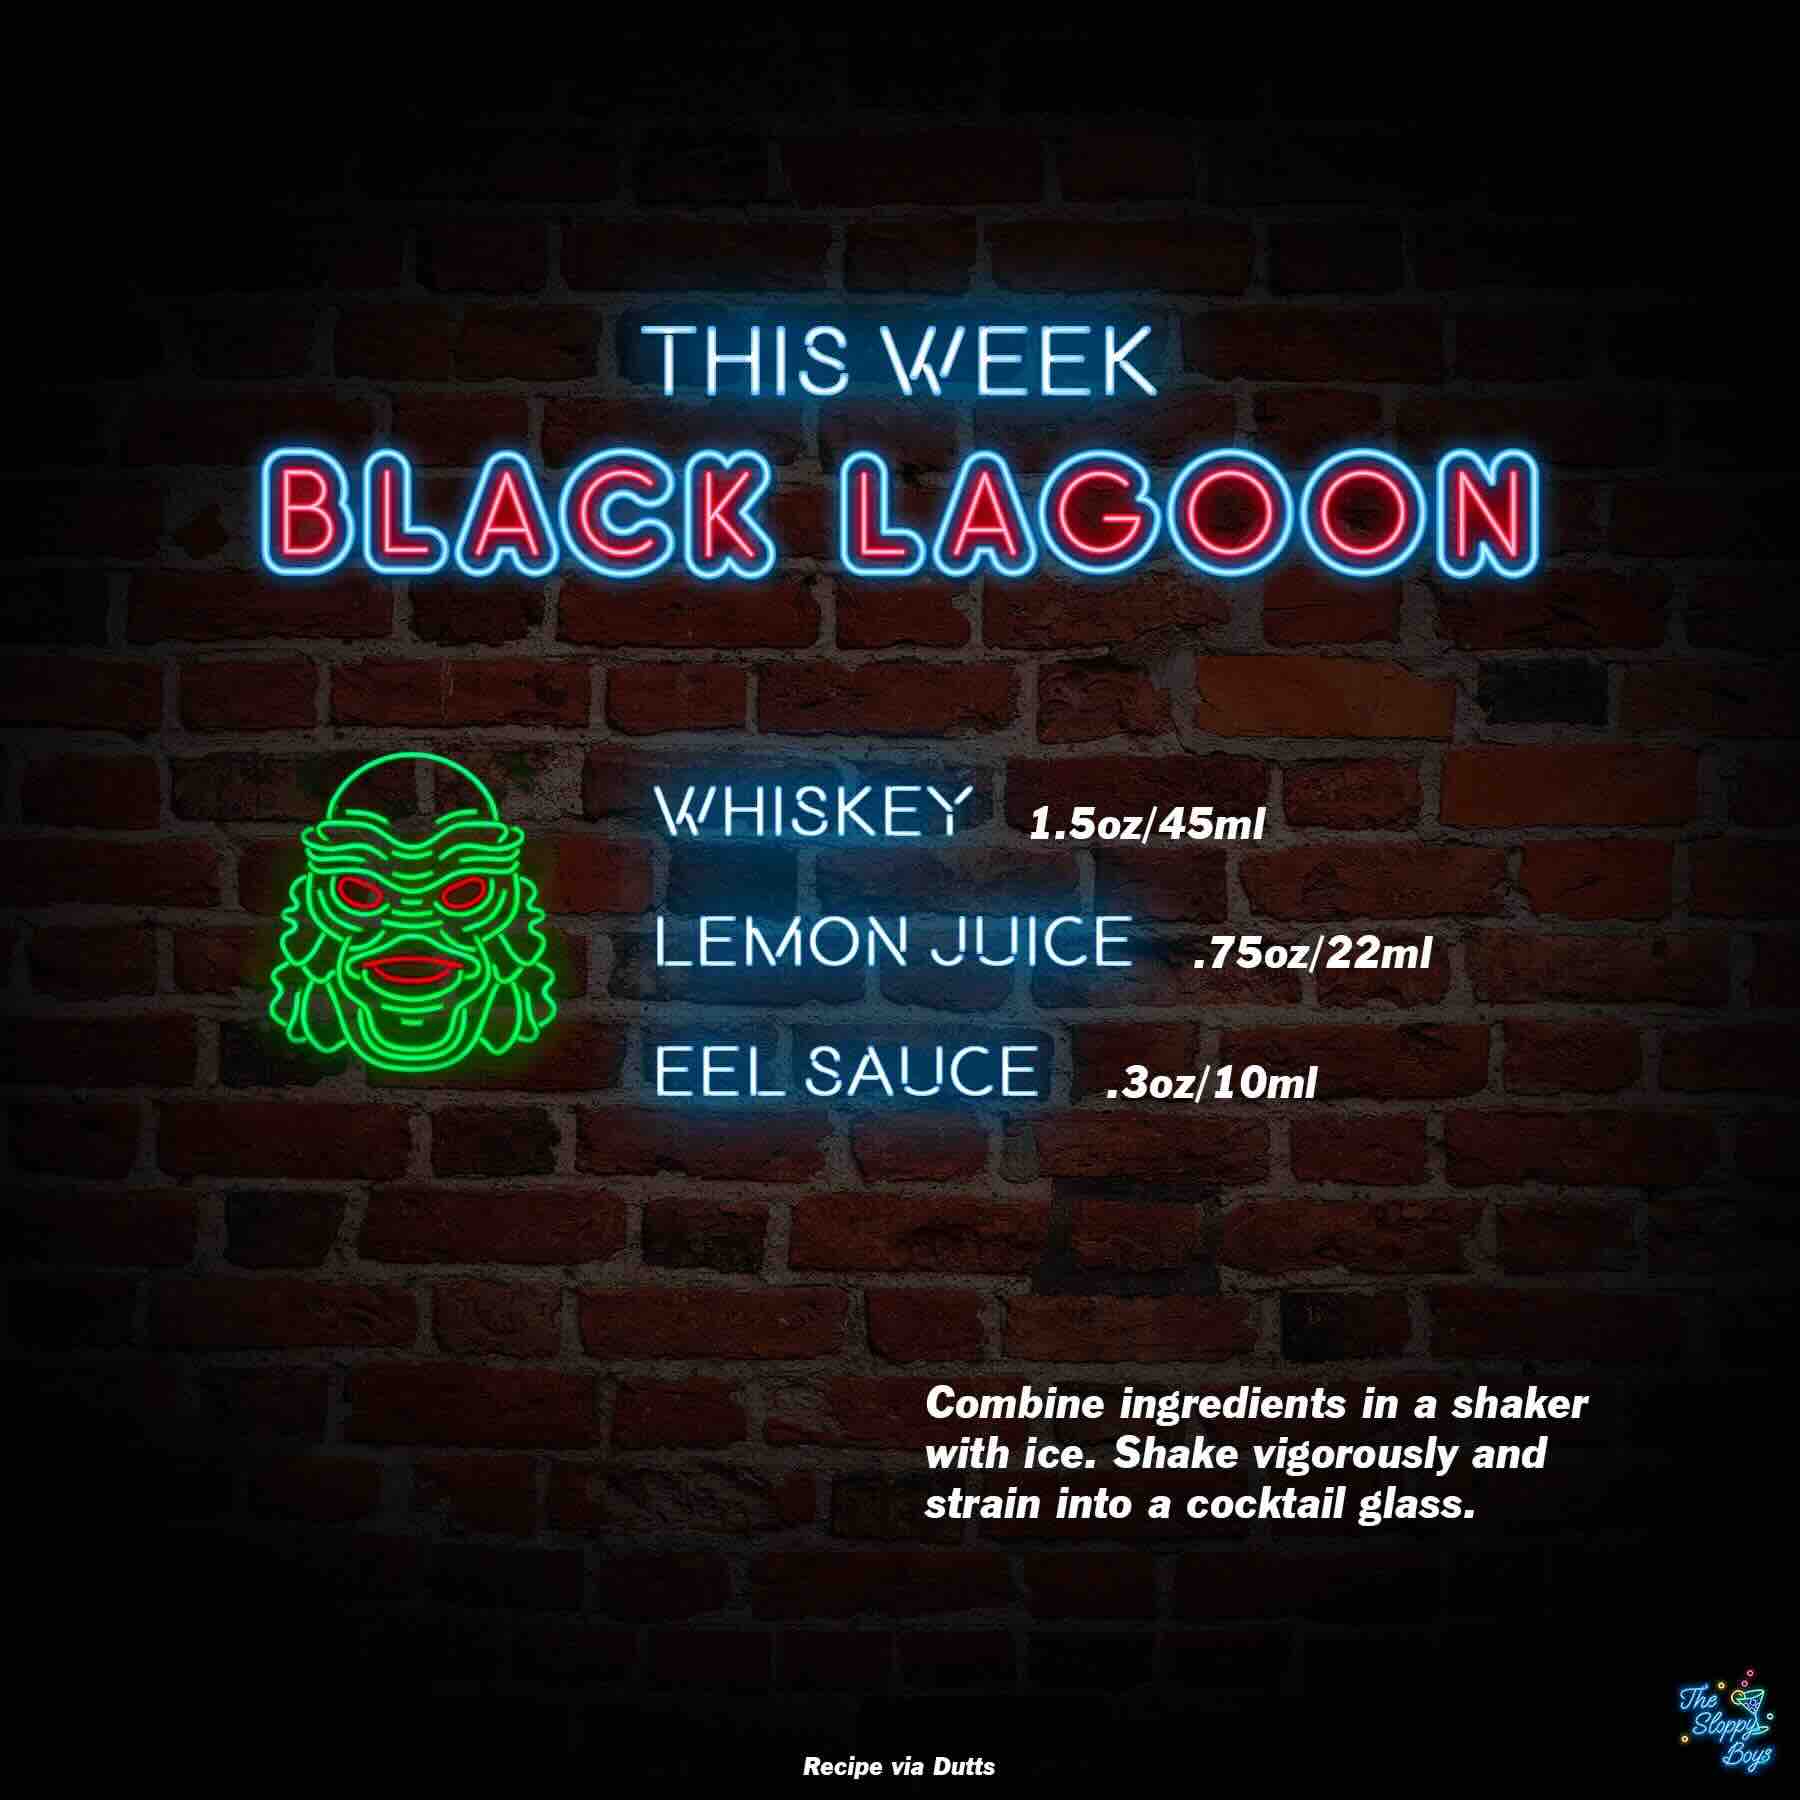 THIS WEEK
BLACK LAGOON
WHISKEY 1.5oz/45ml
LEMON JUICE .75oz/22ml
EEL SAUCE .3oz/10ml
Combine ingredients in a shaker
with ice. Shake vigorously and
strain into a cocktail glass.
The
Sloppy
Boys
Recipe via Dutts